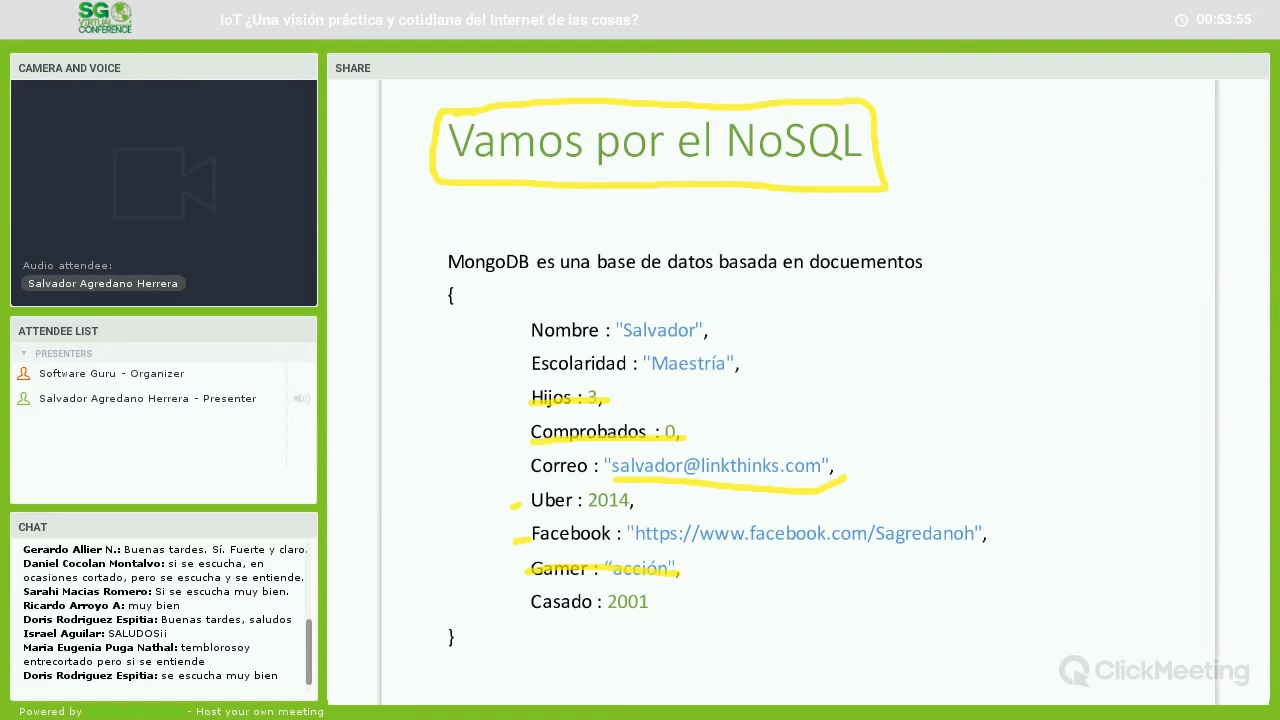 SG
VIRTUAL
CONFERENCE
IoT ¿Una visión práctica y cotidiana del Internet de las cosas?
00:53:55
CAMERA AND VOICE
Audio attendee:
Salvador Agredano Herrera
ATTENDEE LIST
PRESENTERS
Software Guru - Organizer
Salvador Agredano Herrera - Presenter
CHAT
Gerardo Allier N.: Buenas tardes. Sí. Fuerte y claro.
Daniel Cocolan Montalvo: si se escucha, en
ocasiones cortado, pero se escucha y se entiende.
Sarahi Macias Romero: Si se escucha muy bien.
Ricardo Arroyo A: muy bien
Doris Rodriguez Espitia: Buenas tardes, saludos
Israel Aguilar: SALUDOS¡¡
Maria Eugenia Puga Nathal: temblorosoy
entrecortado pero si se entiende
Doris Rodriguez Espitia: se escucha muy bien
Powered by - Host your own meeting
SHARE
Vamos por el NoSQL
MongoDB es una base de datos basada en docuementos
{
Nombre : "Salvador",
Escolaridad : "Maestría",
Hijos : 3,
Comprobados : 0,
Correo : "salvador@linkthinks.com",
Uber : 2014,
Facebook : "https://www.facebook.com/Sagredanoh",
Gamer : “acción",
Casado : 2001
}
ClickMeeting